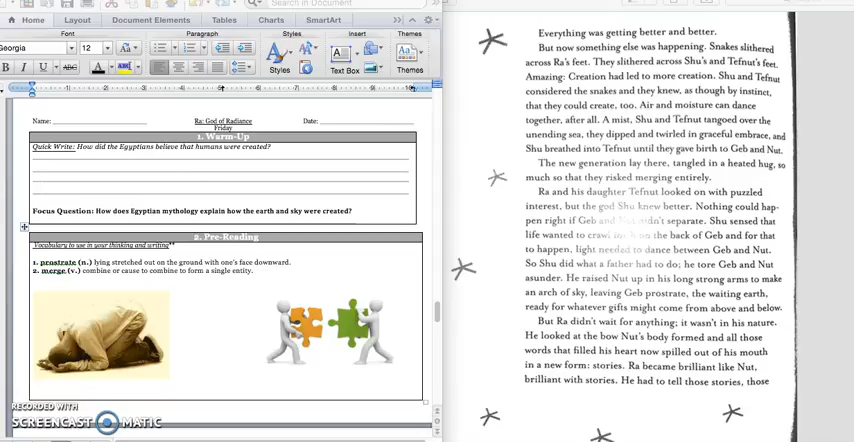 Search in Document
Home Layout Document Elements Tables Charts SmartArt
Font Paragraph Styles Insert Themes
Georgia 12 Aa
B I U ABC Styles Text Box Themes
Name: Ra: God of Radiance Date:
Friday
1. Warm-Up
Quick Write: How did the Egyptians believe that humans were created?
Focus Question: How does Egyptian mythology explain how the earth and sky were created?
2. Pre-Reading
Vocabulary to use in your thinking and writing**
1. prostrate (n.) lying stretched out on the ground with one's face downward.
2. merge (v.) combine or cause to combine to form a single entity.
RECORDED WITH
SCREENCAST MATIC
Everything was getting better and better.
But now something else was happening. Snakes slithered
across Ra's feet. They slithered across Shu's and Tefnut's feet.
Amazing: Creation had led to more creation. Shu and Tefnut
considered the snakes and they knew, as though by instinct,
that they could create, too. Air and moisture can dance
together, after all. A mist, Shu and Tefnut tangoed over the
unending sea, they dipped and twirled in graceful embrace, and
Shu breathed into Tefnut until they gave birth to Geb and Nut.
The new generation lay there, tangled in a heated hug, so
much so that they risked merging entirely.
Ra and his daughter Tefnut looked on with puzzled
interest, but the god Shu knew better. Nothing could hap-
pen right if Geb and Nut didn't separate. Shu sensed that
life wanted to crawl on the back of Geb and for that
to happen, light needed to dance between Geb and Nut.
So Shu did what a father had to do; he tore Geb and Nut
asunder. He raised Nut up in his long strong arms to make
an arch of sky, leaving Geb prostrate, the waiting earth,
ready for whatever gifts might come from above and below.
But Ra didn't wait for anything; it wasn't in his nature.
He looked at the bow Nut's body formed and all those
words that filled his heart now spilled out of his mouth
in a new form: stories. Ra became brilliant like Nut,
brilliant with stories. He had to tell those stories, those